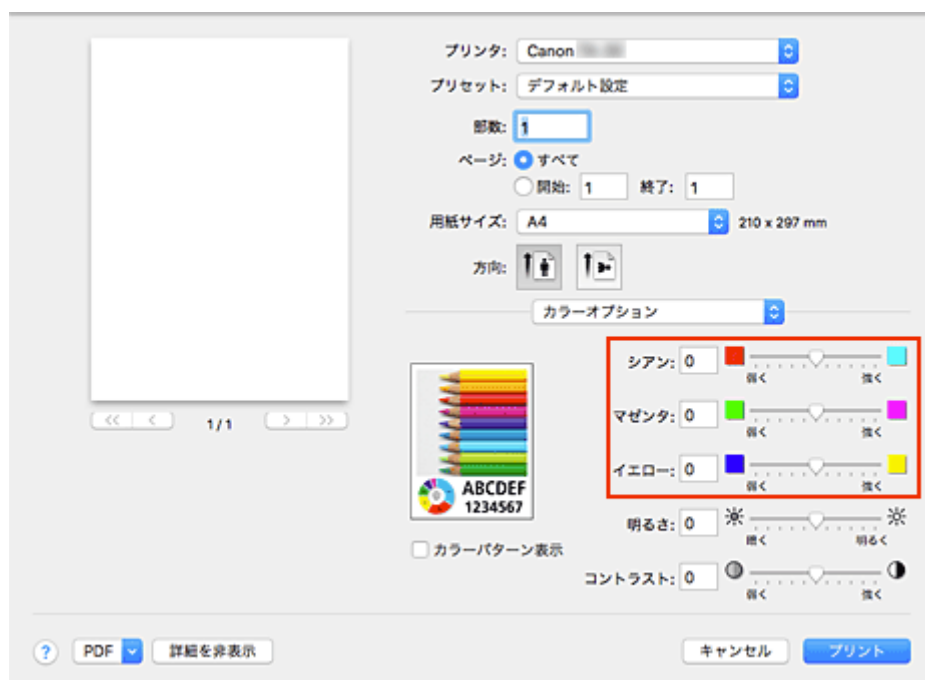 プリンタ: Canon
プリセット: デフォルト設定
部数: 1
ページ: すべて
開始: 1 終了: 1
用紙サイズ: A4 210 x 297 mm
方向:
カラーオプション
シアン: 0
弱く 強く
マゼンタ: 0
弱く 強く
イエロー: 0
弱く 強く
明るさ: 0
暗く 明るく
コントラスト: 0
弱く 強く
<< < 1/1 > >>
ABCDEF
1234567
カラーパターン表示
? PDF 詳細を非表示 キャンセル プリント